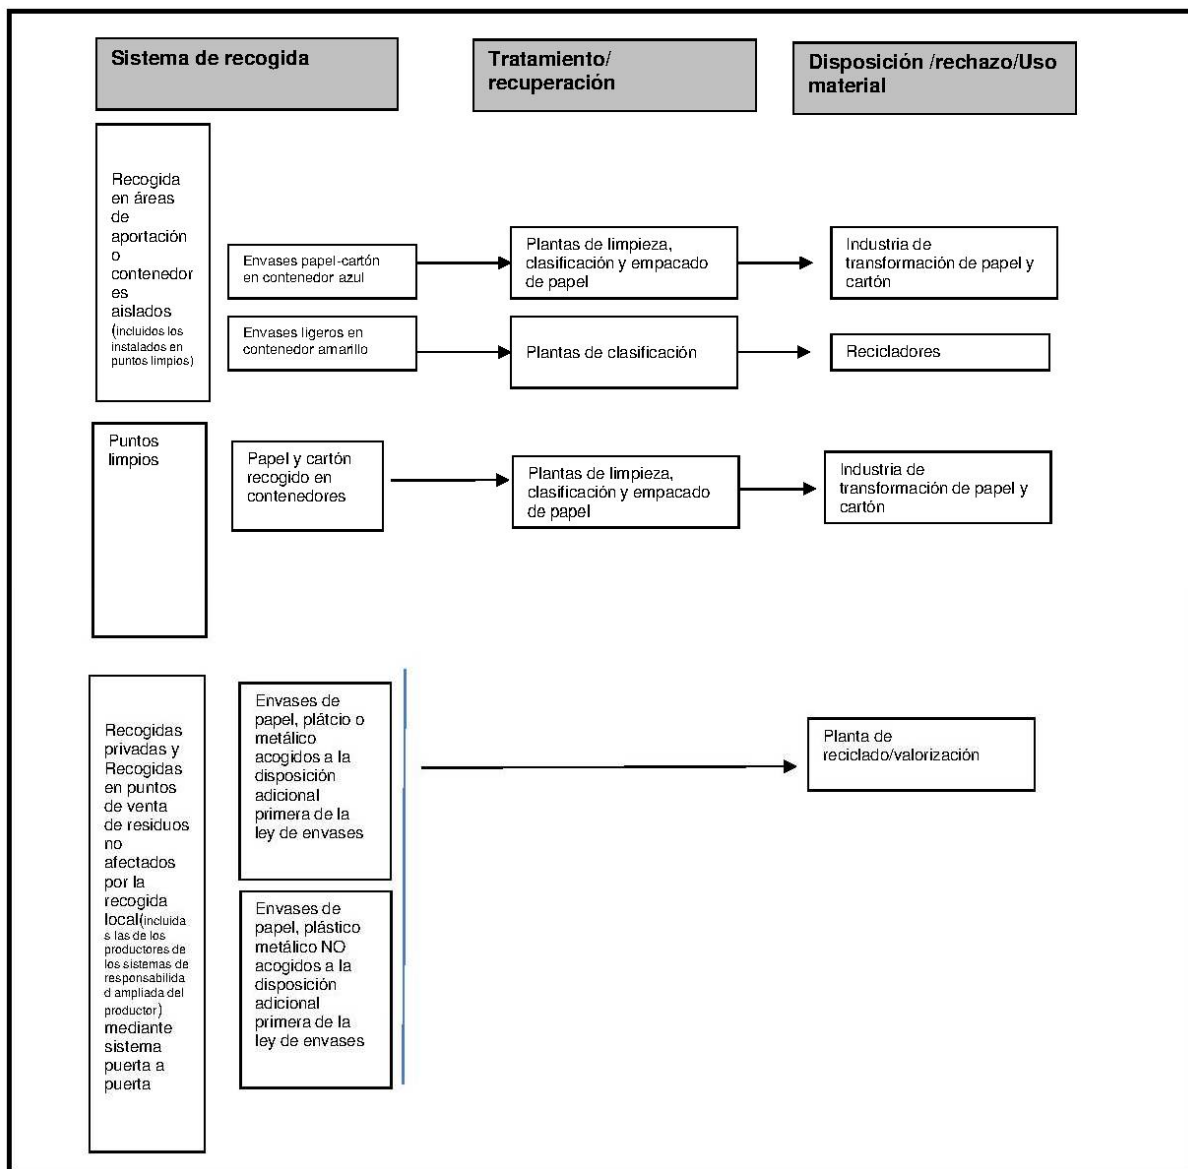 Sistema de recogida
Tratamiento/
recuperación
Disposición /rechazo/Uso
material
Recogida
en áreas
de
aportación
o
contenedor
es
aislados
(incluidos los
instalados en
puntos limpios)
Envases papel-cartón
en contenedor azul
Plantas de limpieza,
clasificación y empacado
de papel
Industria de
transformación de papel y
cartón
Envases ligeros en
contenedor amarillo
Plantas de clasificación
Recicladores
Puntos
limpios
Papel y cartón
recogido en
contenedores
Plantas de limpieza,
clasificación y empacado
de papel
Industria de
transformación de papel y
cartón
Recogidas
privadas y
Recogidas
en puntos
de venta
de residuos
no
afectados
por la
recogida
local(incluida
s las de los
productores de
los sistemas de
responsabilida
d ampliada del
productor)
mediante
sistema
puerta a
puerta
Envases de
papel, plátcio o
metálico
acogidos a la
disposición
adicional
primera de la
ley de envases
Planta de
reciclado/valorización
Envases de
papel, plástico
metálico NO
acogidos a la
disposición
adicional
primera de la
ley de envases